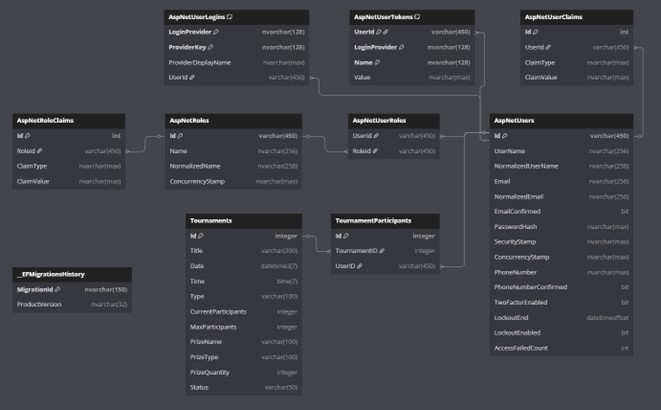 AspNetUserLogins
LoginProvider nvarchar(128)
ProviderKey nvarchar(128)
ProviderDisplayName nvarchar(max)
UserId varchar(450)
AspNetUserTokens
UserId varchar(450)
LoginProvider nvarchar(128)
Name nvarchar(128)
Value nvarchar(max)
AspNetUserClaims
Id int
UserId varchar(450)
ClaimType nvarchar(max)
ClaimValue nvarchar(max)
AspNetRoleClaims
Id int
RoleId varchar(450)
ClaimType nvarchar(max)
ClaimValue nvarchar(max)
AspNetRoles
Id varchar(450)
Name nvarchar(256)
NormalizedName nvarchar(256)
ConcurrencyStamp nvarchar(max)
AspNetUserRoles
UserId varchar(450)
RoleId varchar(450)
AspNetUsers
Id varchar(450)
UserName nvarchar(256)
NormalizedUserName nvarchar(256)
Email nvarchar(256)
NormalizedEmail nvarchar(256)
EmailConfirmed bit
PasswordHash nvarchar(max)
SecurityStamp nvarchar(max)
ConcurrencyStamp nvarchar(max)
PhoneNumber nvarchar(max)
PhoneNumberConfirmed bit
TwoFactorEnabled bit
LockoutEnd datetimeoffset
LockoutEnabled bit
AccessFailedCount int
Tournaments
Id integer
Title varchar(200)
Date datetime2(7)
Time time(7)
Type varchar(100)
CurrentParticipants integer
MaxParticipants integer
PrizeName varchar(100)
PrizeType varchar(100)
PrizeQuantity integer
Status varchar(50)
TournamentParticipants
Id integer
TournamentID integer
UserID varchar(450)
__EFMigrationsHistory
MigrationId nvarchar(150)
ProductVersion nvarchar(32)